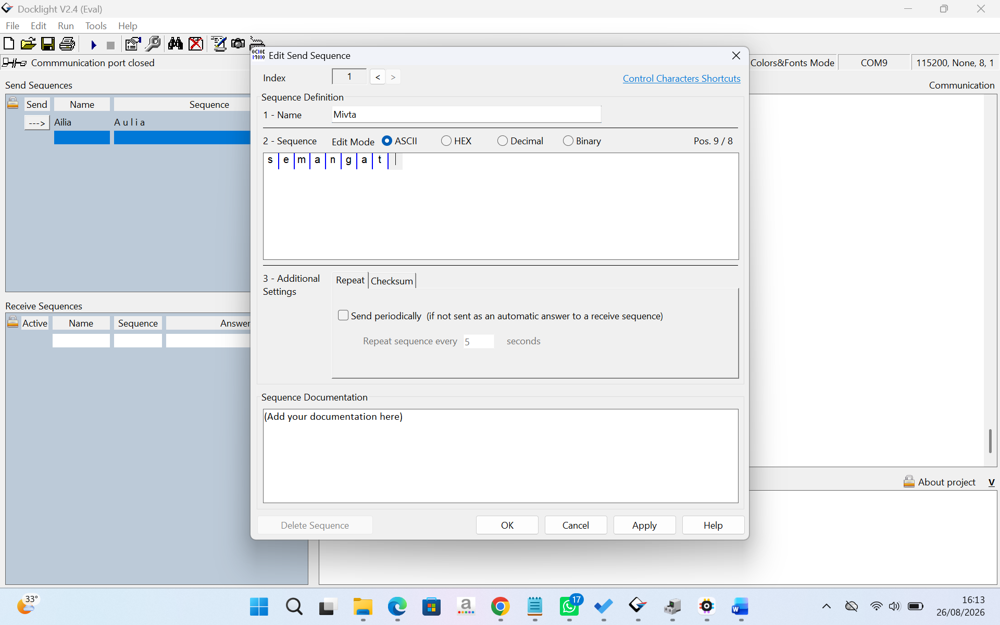 Docklight V2.4 (Eval)
File Edit Run Tools Help
Commmunication port closed
Colors&Fonts Mode COM9 115200, None, 8, 1
Send Sequences
Communication
Send Name Sequence
---> Ailia A u l i a
Receive Sequences
Active Name Sequence Answer
Edit Send Sequence
Index 1 < > Control Characters Shortcuts
Sequence Definition
1 - Name Mivta
2 - Sequence Edit Mode ASCII HEX Decimal Binary Pos. 9 / 8
s e m a n g a t
3 - Additional Settings
Repeat Checksum
Send periodically (if not sent as an automatic answer to a receive sequence)
Repeat sequence every 5 seconds
Sequence Documentation
(Add your documentation here)
Delete Sequence OK Cancel Apply Help
About project V
33°
17
16:13
26/08/2026